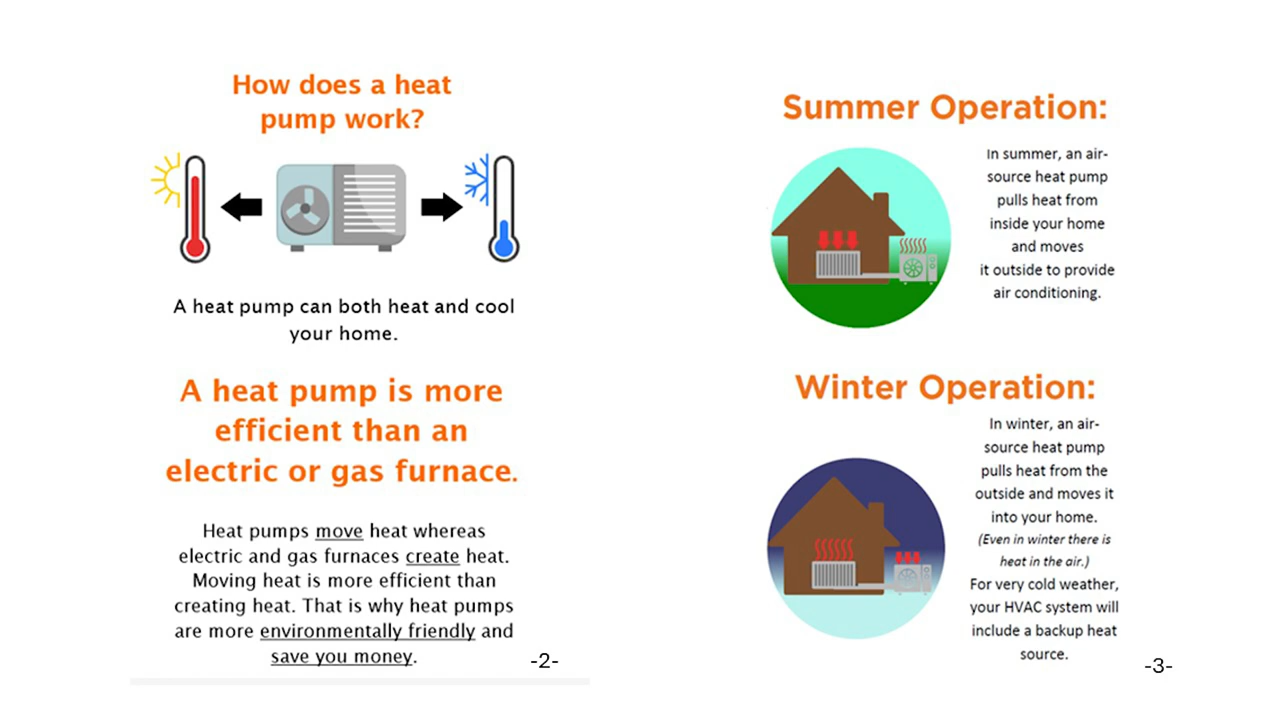 How does a heat
pump work?
A heat pump can both heat and cool
your home.
A heat pump is more
efficient than an
electric or gas furnace.
Heat pumps move heat whereas
electric and gas furnaces create heat.
Moving heat is more efficient than
creating heat. That is why heat pumps
are more environmentally friendly and
save you money.
-2-
Summer Operation:
In summer, an air-
source heat pump
pulls heat from
inside your home
and moves
it outside to provide
air conditioning.
Winter Operation:
In winter, an air-
source heat pump
pulls heat from the
outside and moves it
into your home.
(Even in winter there is
heat in the air.)
For very cold weather,
your HVAC system will
include a backup heat
source.
-3-